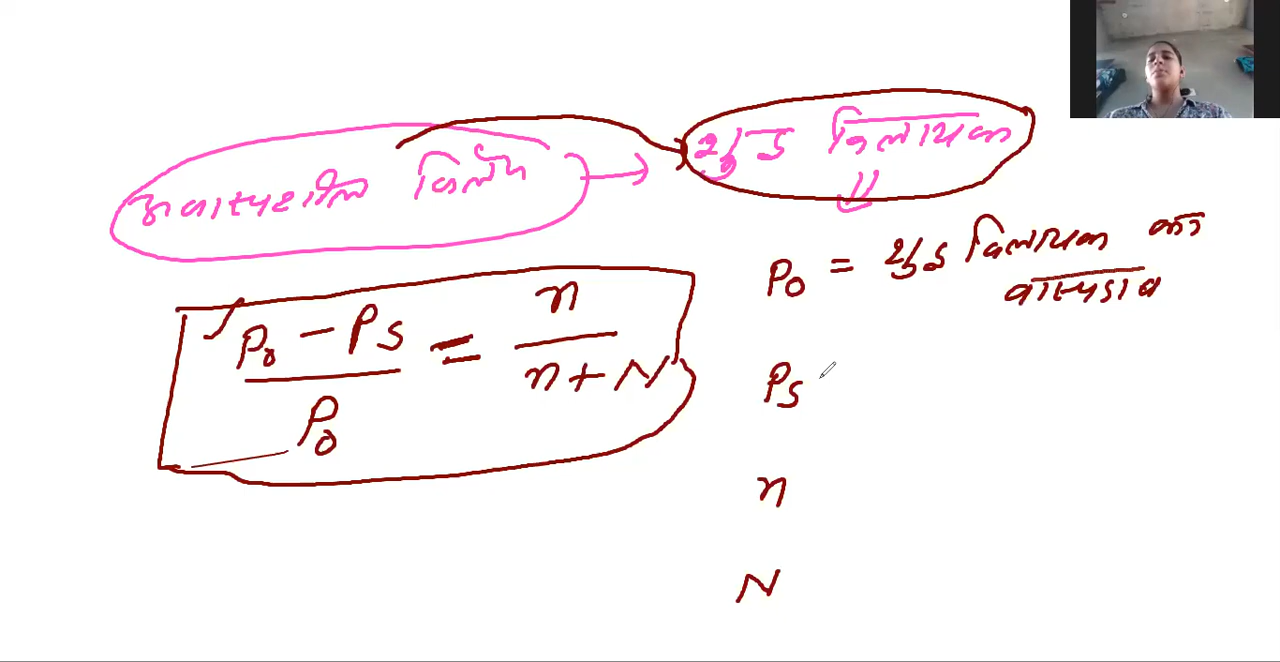 अवाष्पशील विलेय → शुद्ध विलायक
P₀ = शुद्ध विलायक का
वाष्पदाब
(P₀ - Ps) / P₀ = n / (n + N)
Ps
n
N